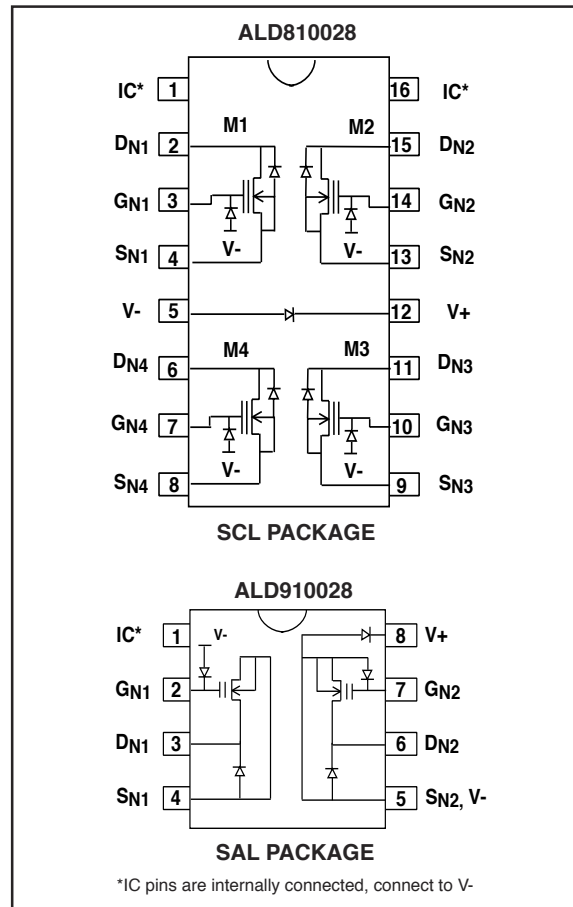 ALD810028
IC* 1 16 IC*
M1 M2
DN1 2 15 DN2
GN1 3 14 GN2
V- V-
SN1 4 13 SN2
V- 5 12 V+
M4 M3
DN4 6 11 DN3
GN4 7 10 GN3
V- V-
SN4 8 9 SN3
SCL PACKAGE
ALD910028
IC* 1 V- 8 V+
GN1 2 7 GN2
DN1 3 6 DN2
SN1 4 5 SN2, V-
SAL PACKAGE
*IC pins are internally connected, connect to V-